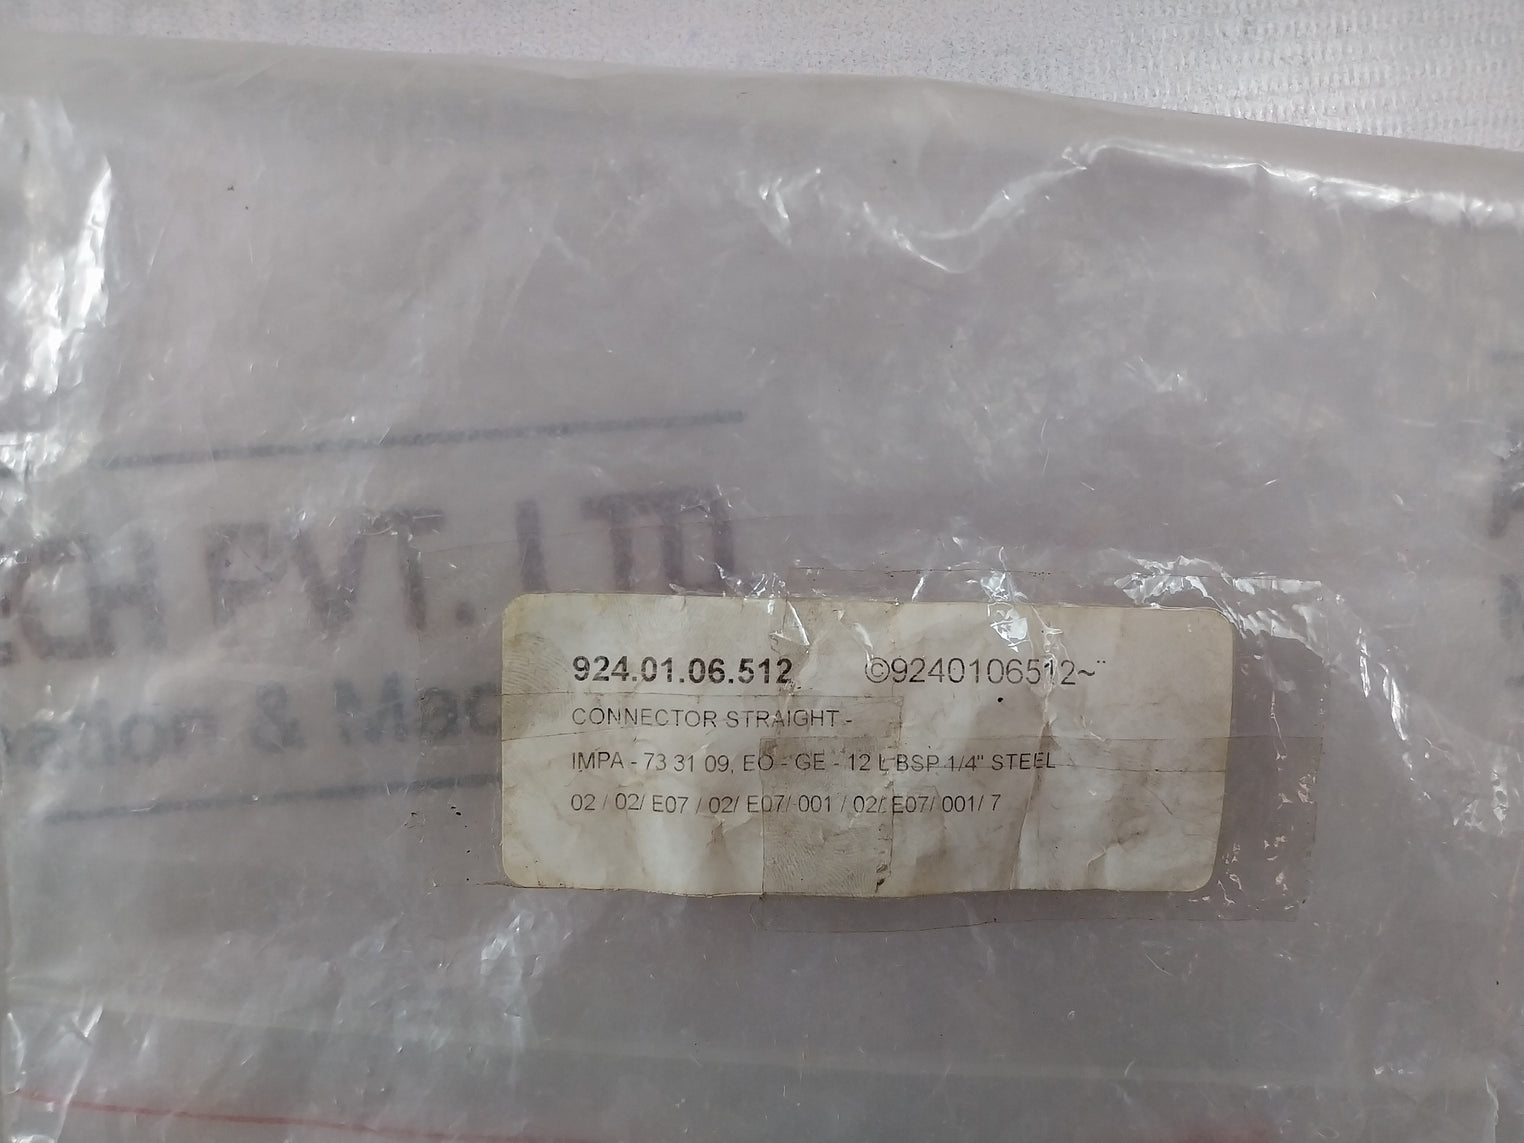 ECH PVT. LTD
ation & Mac
924.01.06.512 ©9240106512~¨
CONNECTOR STRAIGHT -
IMPA - 73 31 09, EO - GE - 12 L BSP 1/4" STEEL
02 / 02/ E07 / 02/ E07/ 001 / 02/ E07/ 001/ 7